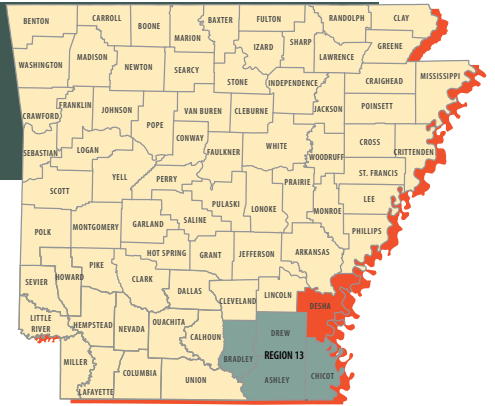 BENTON
CARROLL
BOONE
BAXTER
FULTON
RANDOLPH
CLAY
MARION
IZARD
SHARP
GREENE
WASHINGTON
MADISON
NEWTON
SEARCY
LAWRENCE
STONE
INDEPENDENCE
CRAIGHEAD
MISSISSIPPI
CRAWFORD
FRANKLIN
JOHNSON
POPE
VAN BUREN
CLEBURNE
JACKSON
POINSETT
SEBASTIAN
LOGAN
CONWAY
FAULKNER
WHITE
WOODRUFF
CROSS
CRITTENDEN
SCOTT
YELL
PERRY
PRAIRIE
ST. FRANCIS
PULASKI
LONOKE
MONROE
LEE
POLK
MONTGOMERY
GARLAND
SALINE
PHILLIPS
HOT SPRING
GRANT
JEFFERSON
ARKANSAS
SEVIER
HOWARD
PIKE
CLARK
DALLAS
CLEVELAND
LINCOLN
DESHA
LITTLE
RIVER
HEMPSTEAD
NEVADA
OUACHITA
CALHOUN
DREW
BRADLEY
REGION 13
MILLER
LAFAYETTE
COLUMBIA
UNION
ASHLEY
CHICOT